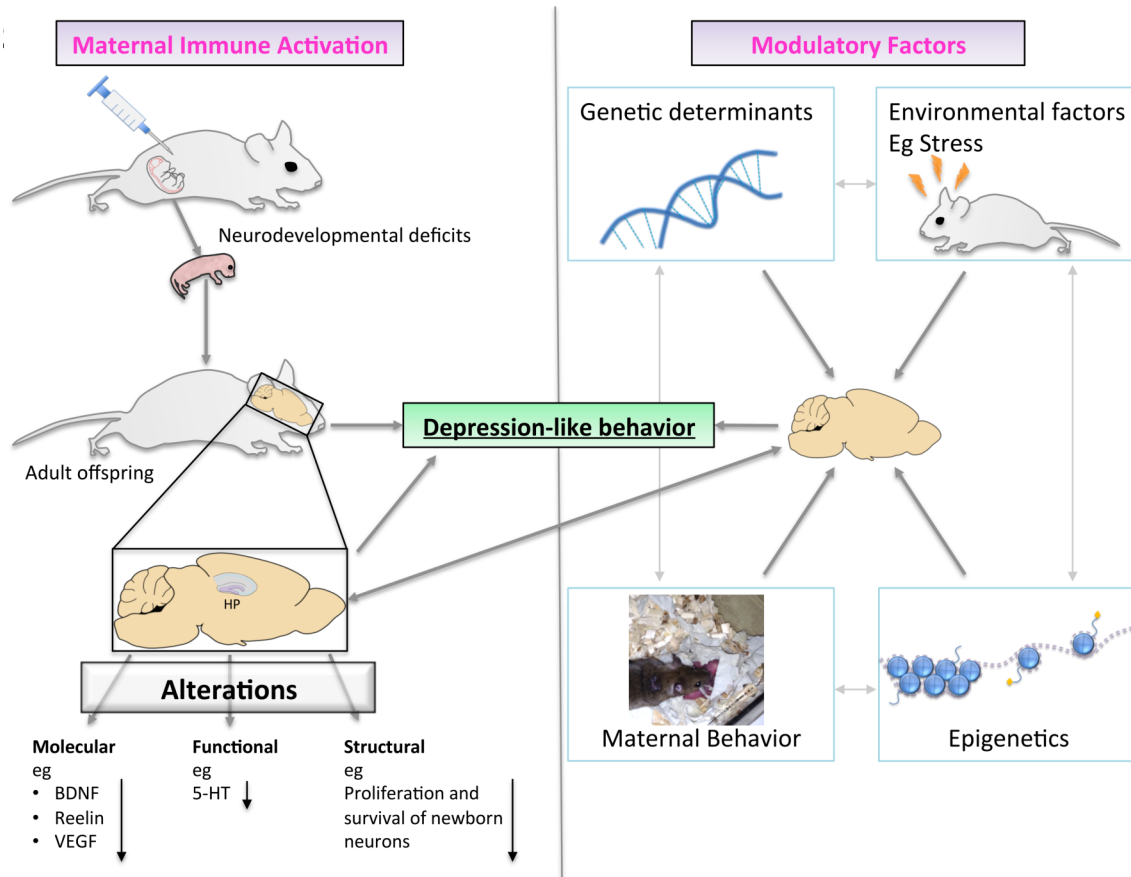 Maternal Immune Activation
Neurodevelopmental deficits
Adult offspring
HP
Depression-like behavior
Alterations
Molecular
eg
• BDNF
• Reelin
• VEGF
Functional
eg
5-HT
Structural
eg
Proliferation and
survival of newborn
neurons
Modulatory Factors
Genetic determinants
Environmental factors
Eg Stress
Maternal Behavior
Epigenetics